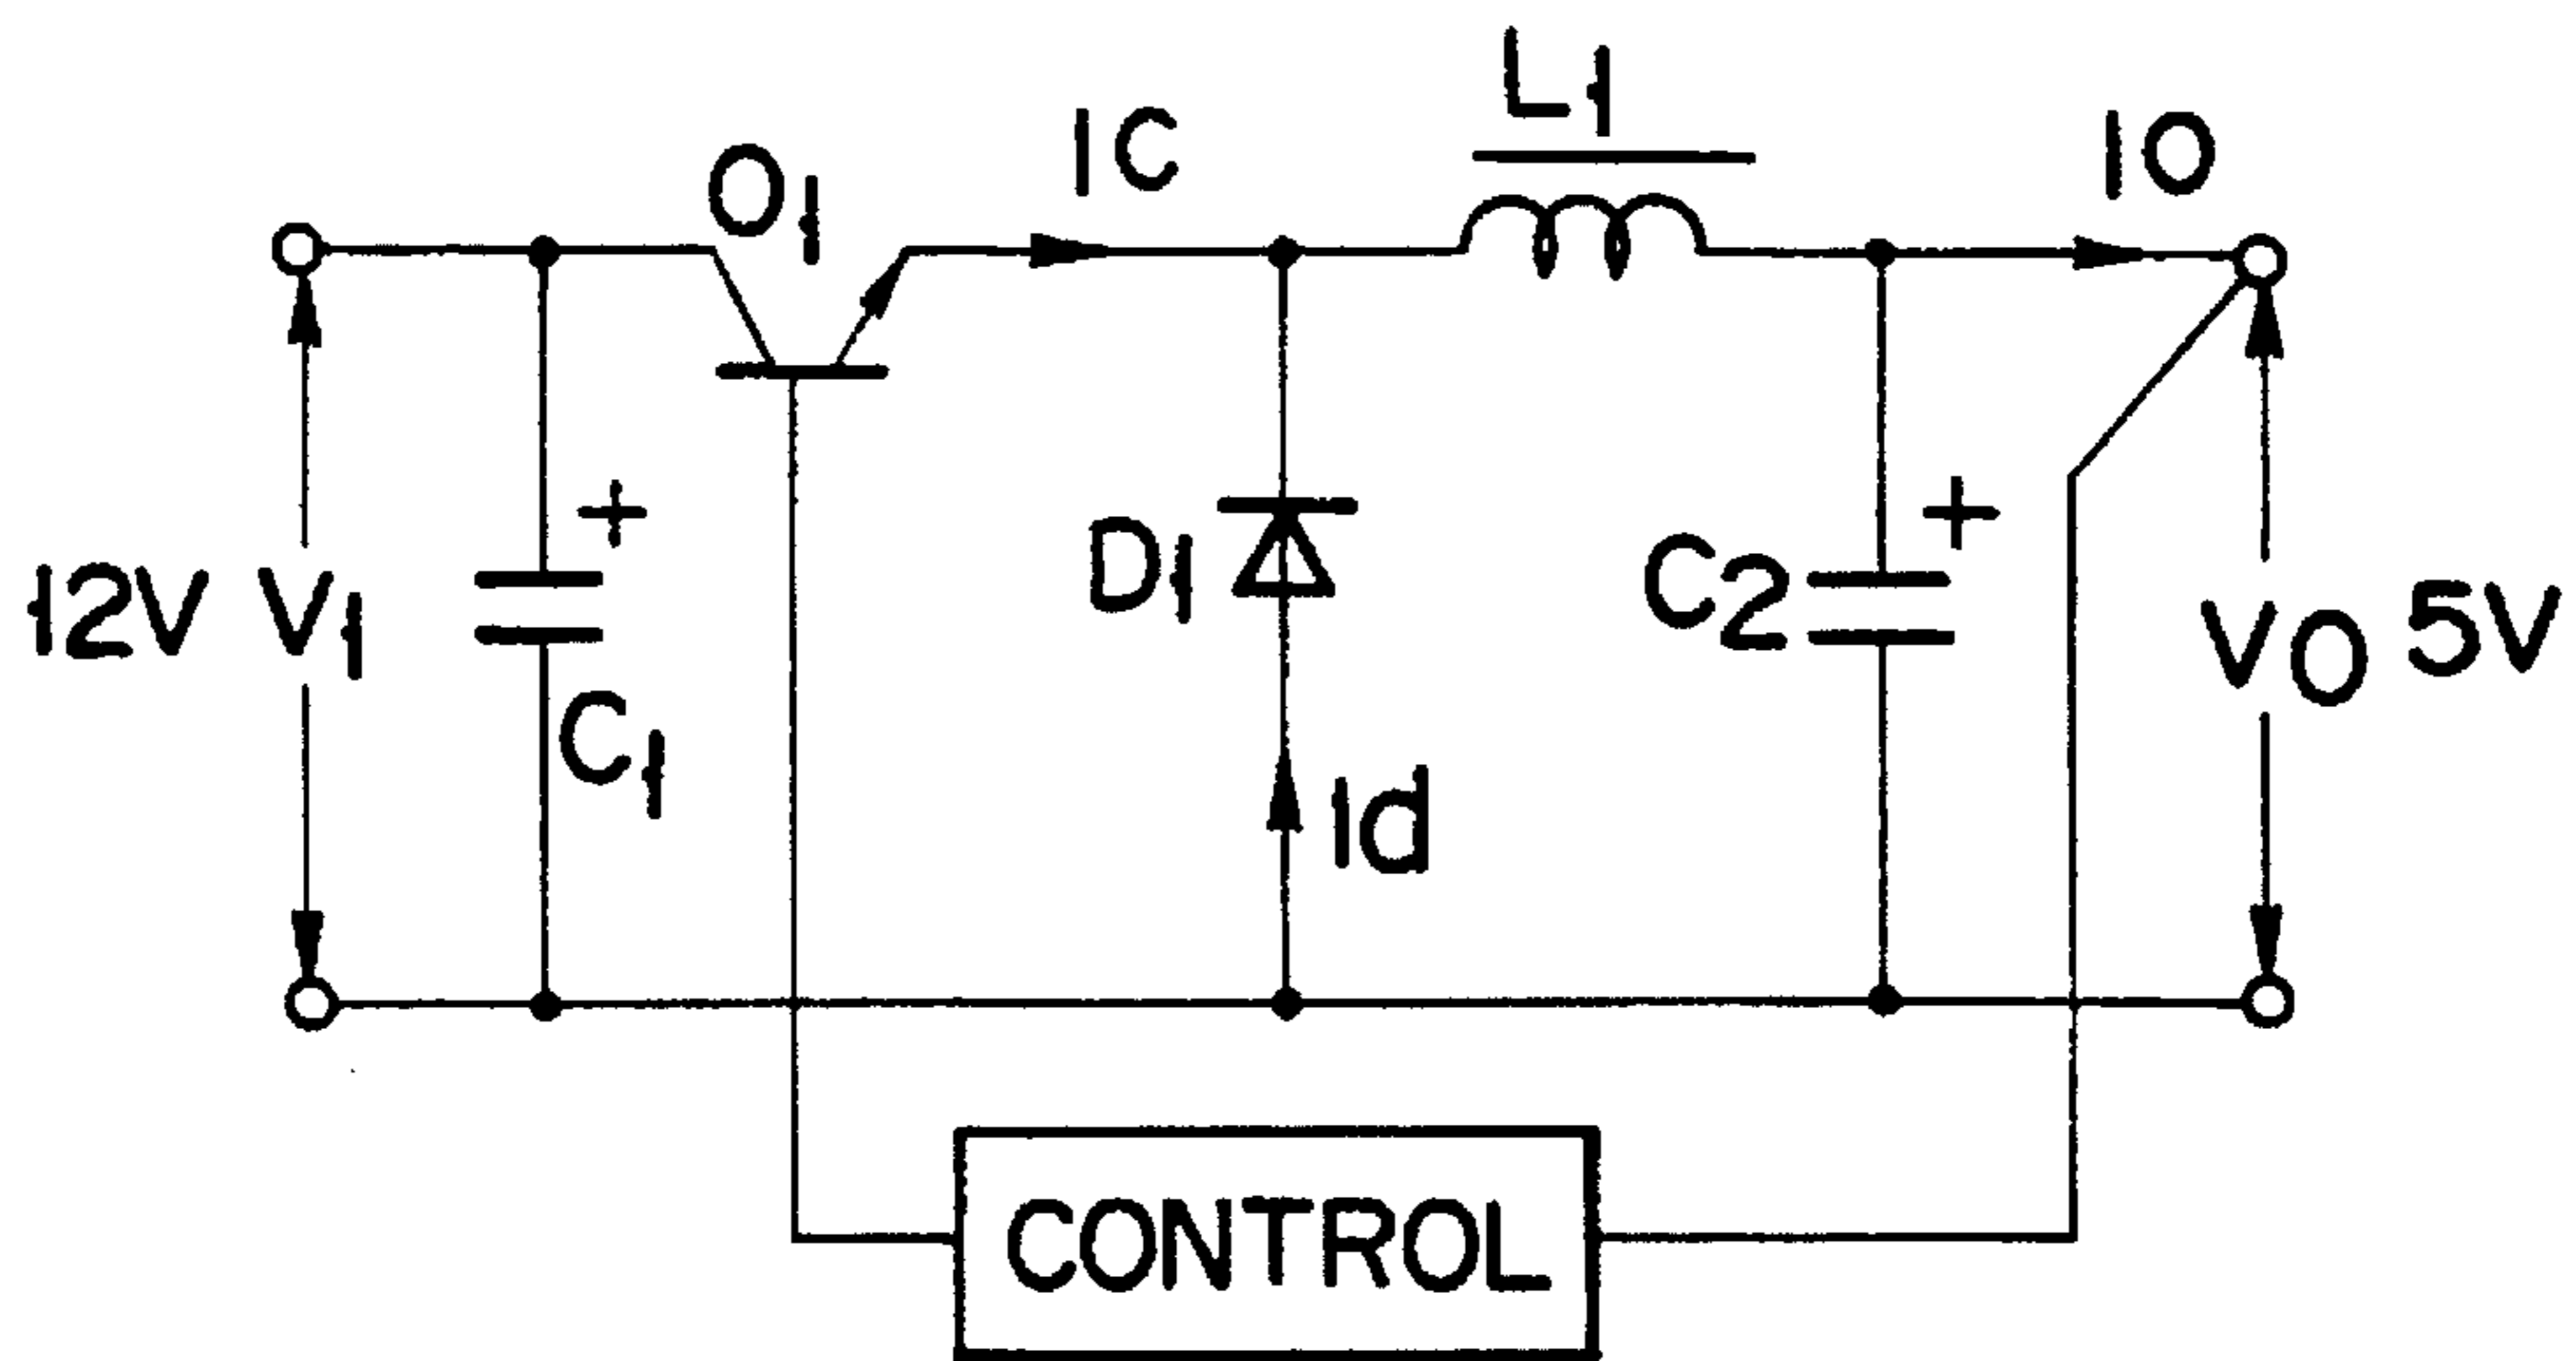 L1
IC
IO
O1
+
+
12V V1
D1
C2
VO 5V
C1
Id
CONTROL